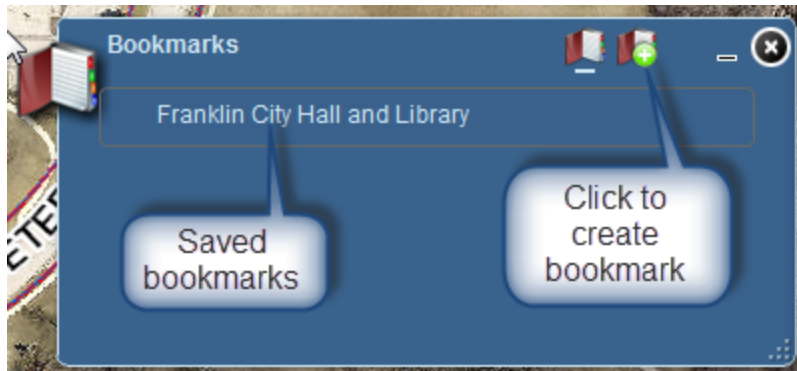 Bookmarks
Franklin City Hall and Library
Saved
bookmarks
Click to
create
bookmark